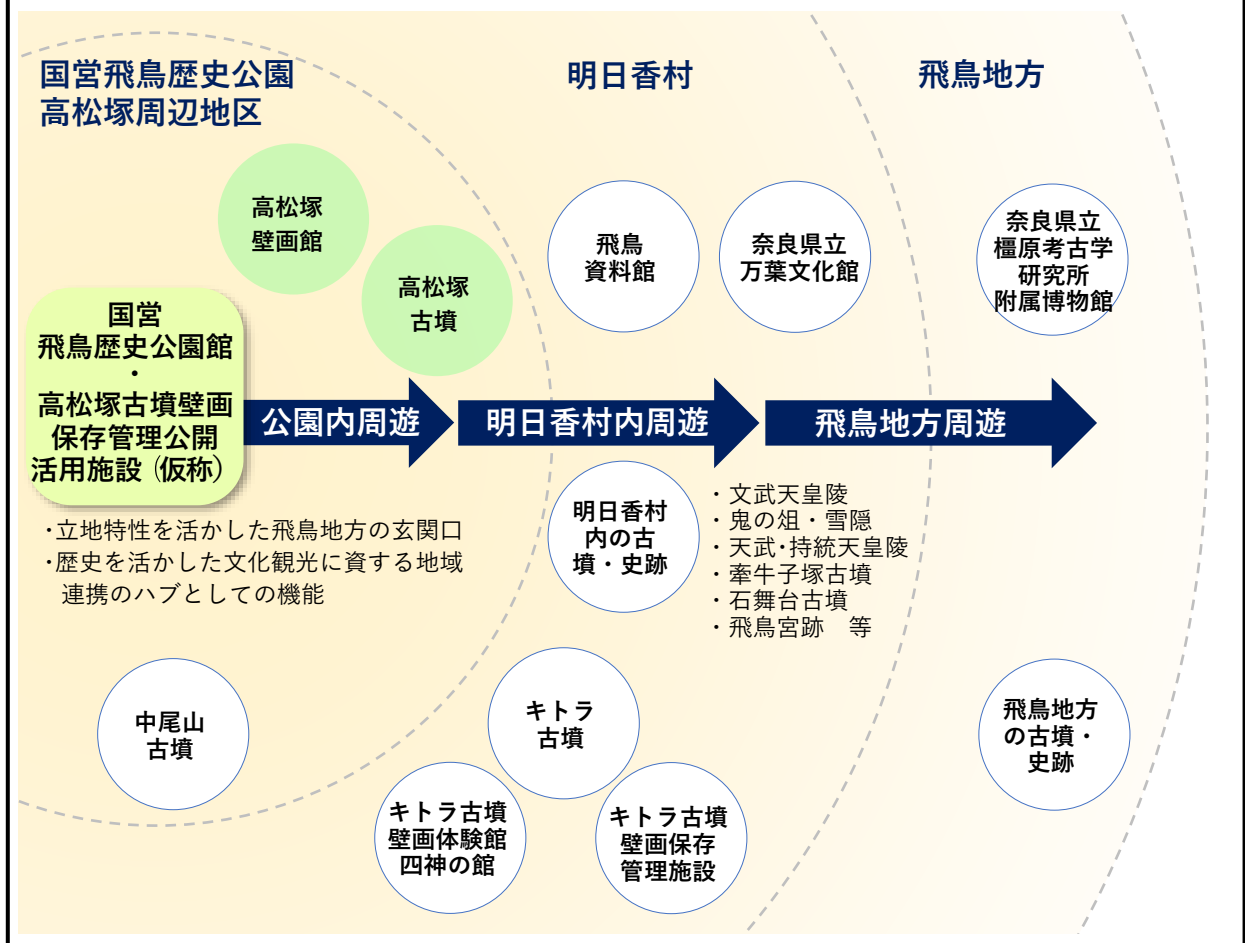 国営飛鳥歴史公園
高松塚周辺地区
明日香村
飛鳥地方
高松塚
壁画館
高松塚
古墳
飛鳥
資料館
奈良県立
万葉文化館
奈良県立
橿原考古学
研究所
附属博物館
国営
飛鳥歴史公園館
・
高松塚古墳壁画
保存管理公開
活用施設（仮称）
公園内周遊
明日香村内周遊
飛鳥地方周遊
・立地特性を活かした飛鳥地方の玄関口
・歴史を活かした文化観光に資する地域
連携のハブとしての機能
明日香村
内の古
墳・史跡
・文武天皇陵
・鬼の俎・雪隠
・天武・持統天皇陵
・牽牛子塚古墳
・石舞台古墳
・飛鳥宮跡　等
中尾山
古墳
キトラ
古墳
キトラ古墳
壁画体験館
四神の館
キトラ古墳
壁画保存
管理施設
飛鳥地方
の古墳・
史跡